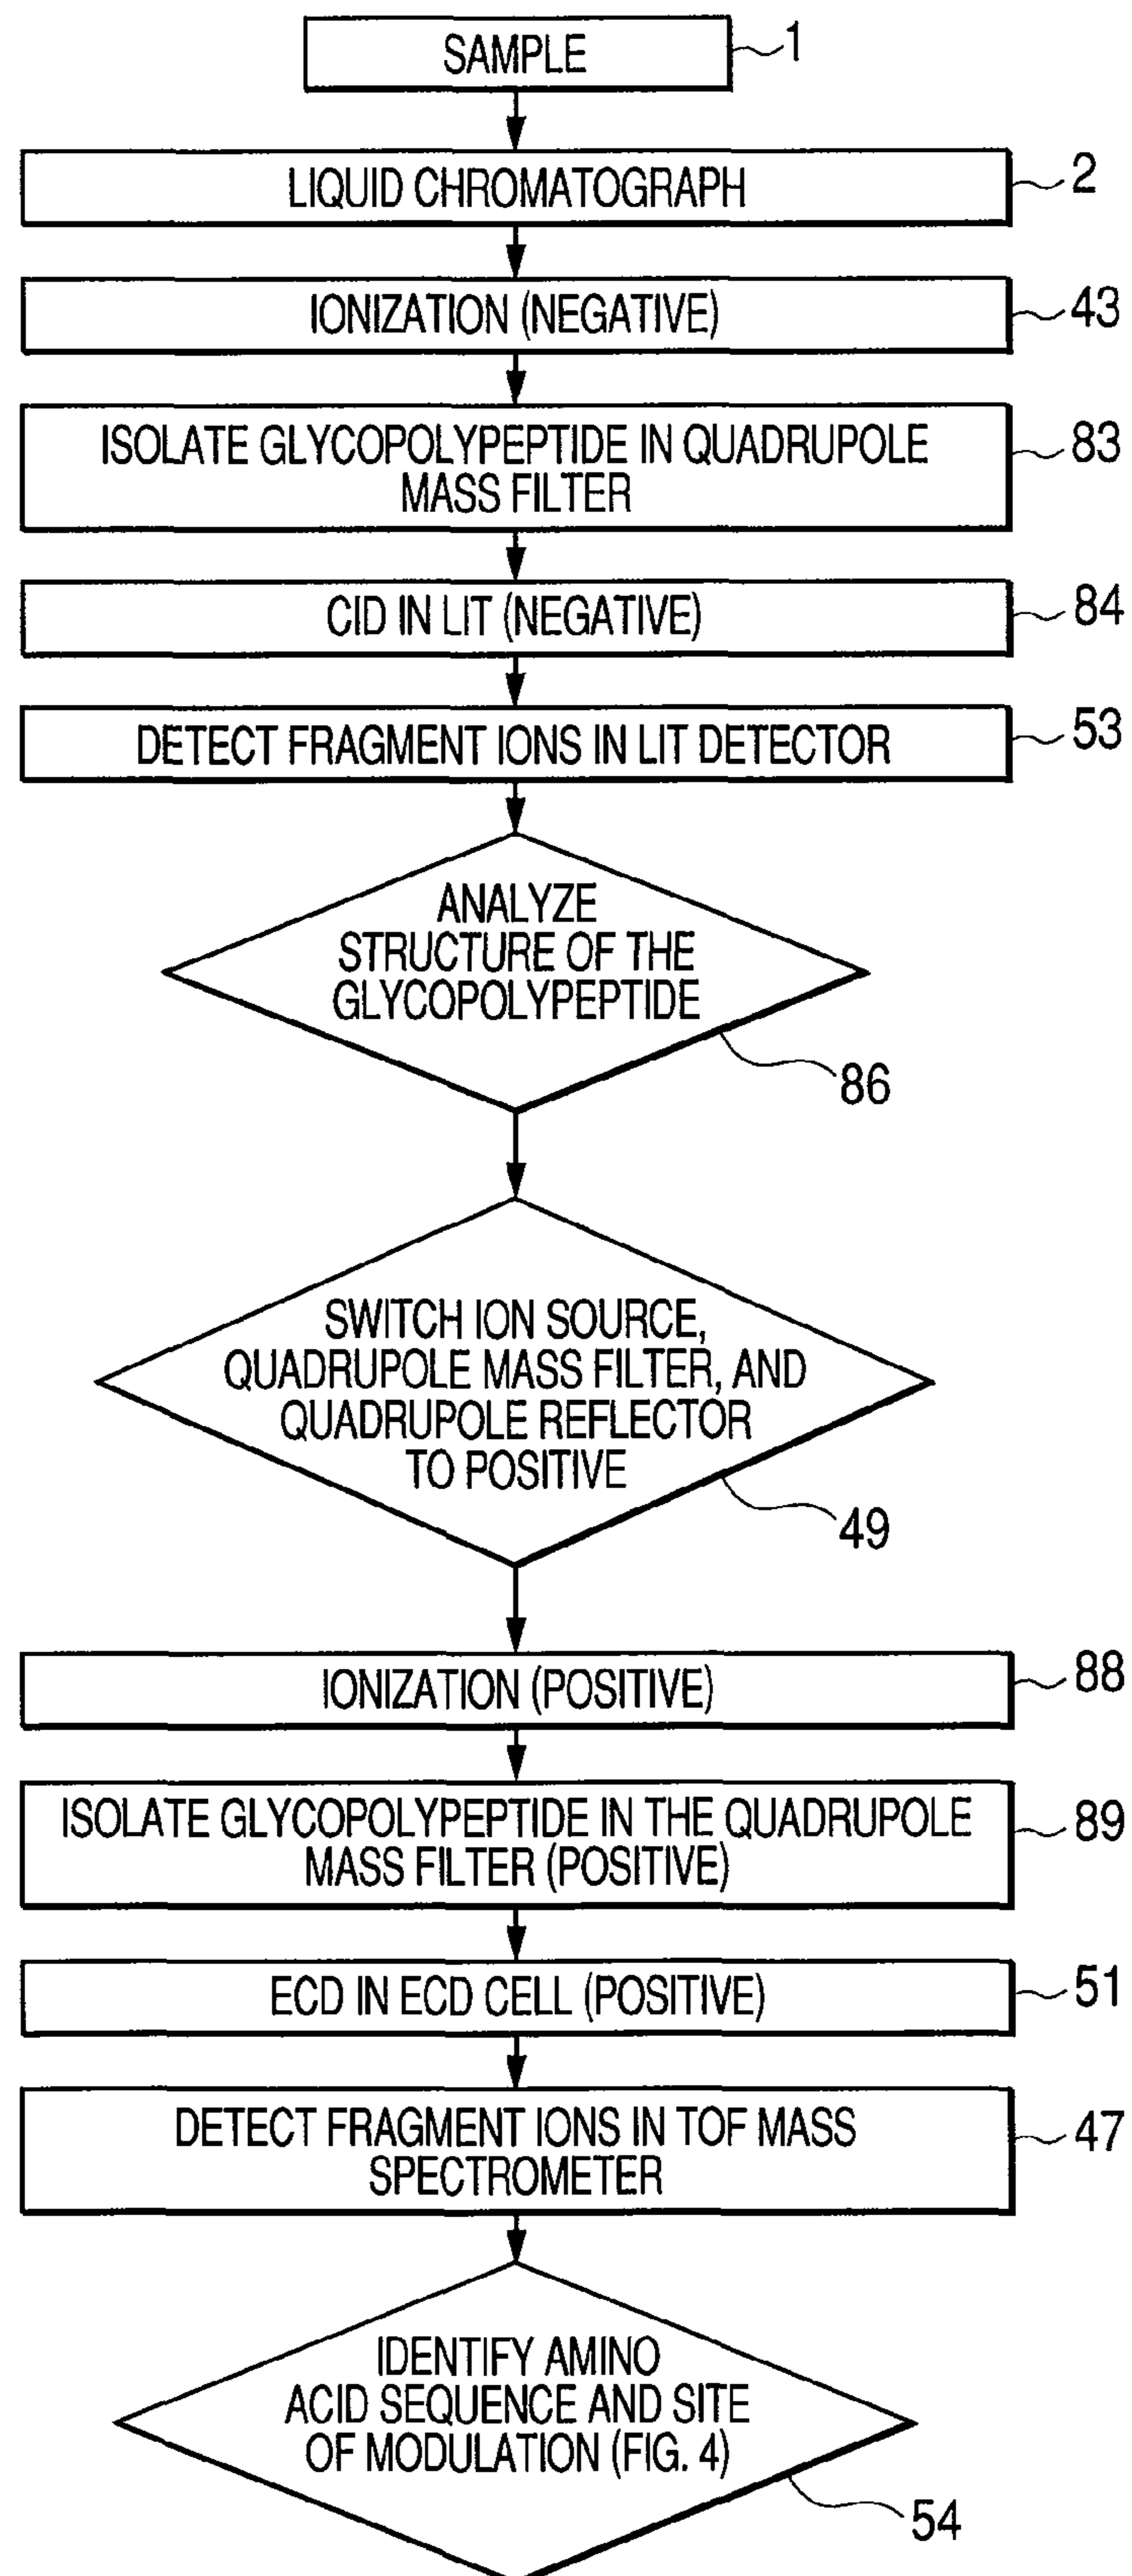 SAMPLE
1
LIQUID CHROMATOGRAPH
2
IONIZATION (NEGATIVE)
43
ISOLATE GLYCOPOLYPEPTIDE IN QUADRUPOLE
MASS FILTER
83
CID IN LIT (NEGATIVE)
84
DETECT FRAGMENT IONS IN LIT DETECTOR
53
ANALYZE
STRUCTURE OF THE
GLYCOPOLYPEPTIDE
86
SWITCH ION SOURCE,
QUADRUPOLE MASS FILTER, AND
QUADRUPOLE REFLECTOR
TO POSITIVE
49
IONIZATION (POSITIVE)
88
ISOLATE GLYCOPOLYPEPTIDE IN THE QUADRUPOLE
MASS FILTER (POSITIVE)
89
ECD IN ECD CELL (POSITIVE)
51
DETECT FRAGMENT IONS IN TOF MASS
SPECTROMETER
47
IDENTIFY AMINO
ACID SEQUENCE AND SITE
OF MODULATION (FIG. 4)
54